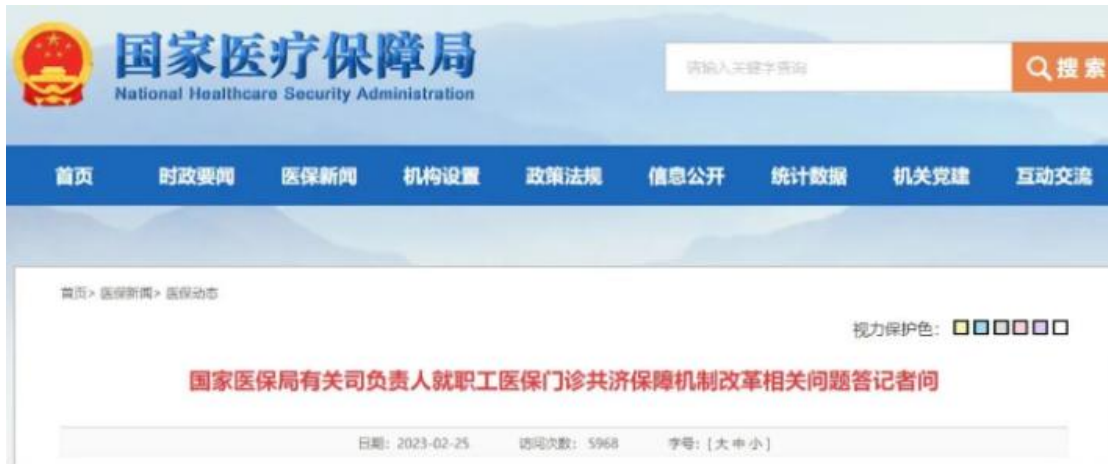 国家医疗保障局
National Healthcare Security Administration
请输入关键字查询
搜索
首页 时政要闻 医保新闻 机构设置 政策法规 信息公开 统计数据 机关党建 互动交流
首页> 医保新闻> 医保动态
视力保护色：
国家医保局有关司负责人就职工医保门诊共济保障机制改革相关问题答记者问
日期：2023-02-25 访问次数：5968 字号：[ 大 中 小 ]